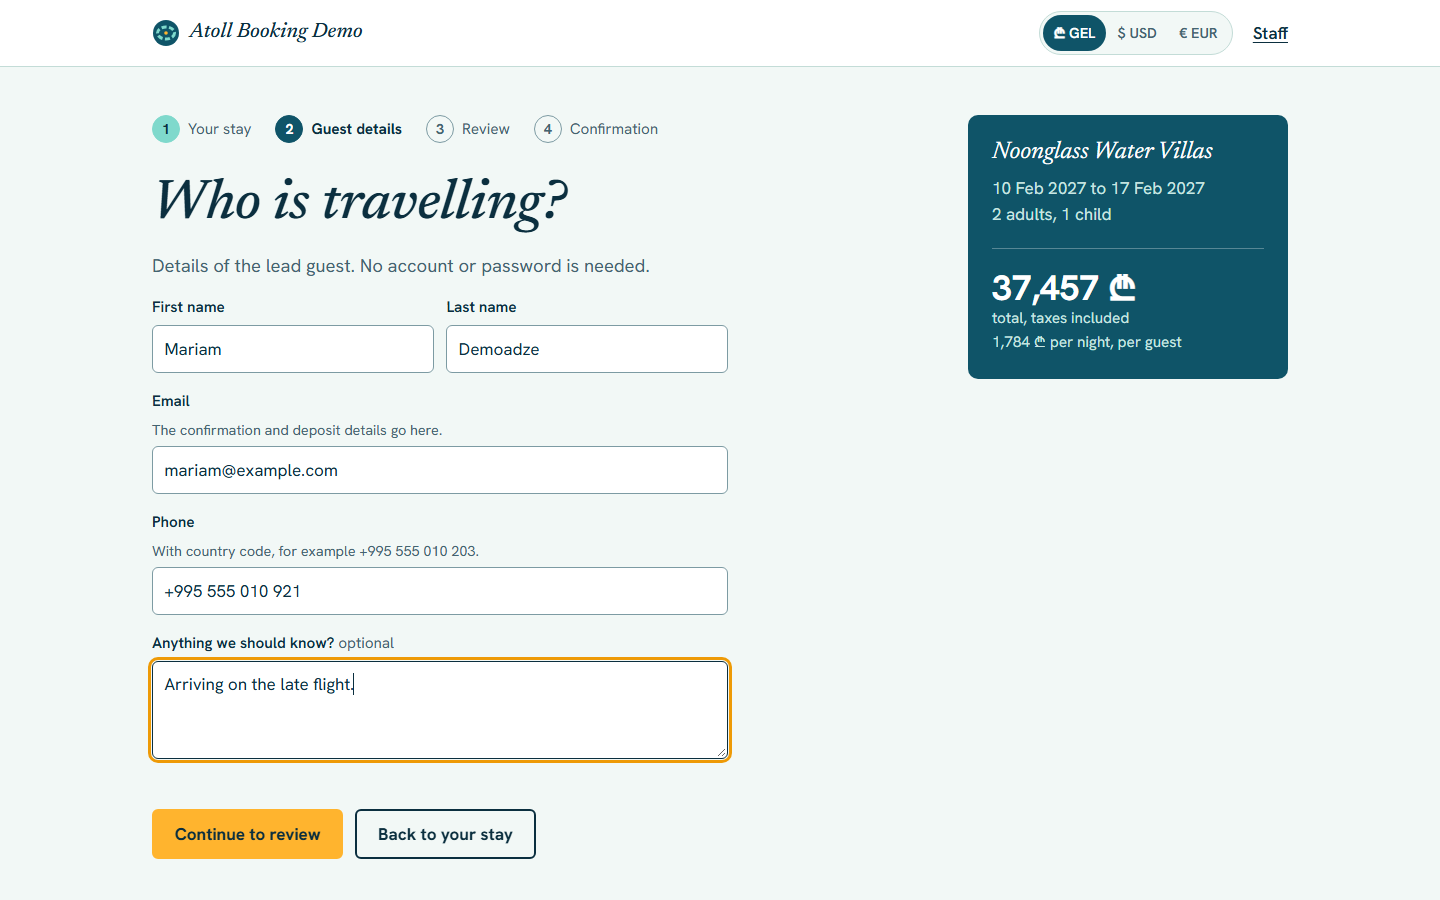 Atoll Booking Demo
₾ GEL
$ USD
€ EUR
Staff
1 Your stay
2 Guest details
3 Review
4 Confirmation
Who is travelling?
Details of the lead guest. No account or password is needed.
First name
Last name
Mariam
Demoadze
Email
The confirmation and deposit details go here.
mariam@example.com
Phone
With country code, for example +995 555 010 203.
+995 555 010 921
Anything we should know? optional
Arriving on the late flight.
Continue to review
Back to your stay
Noonglass Water Villas
10 Feb 2027 to 17 Feb 2027
2 adults, 1 child
37,457 ₾
total, taxes included
1,784 ₾ per night, per guest